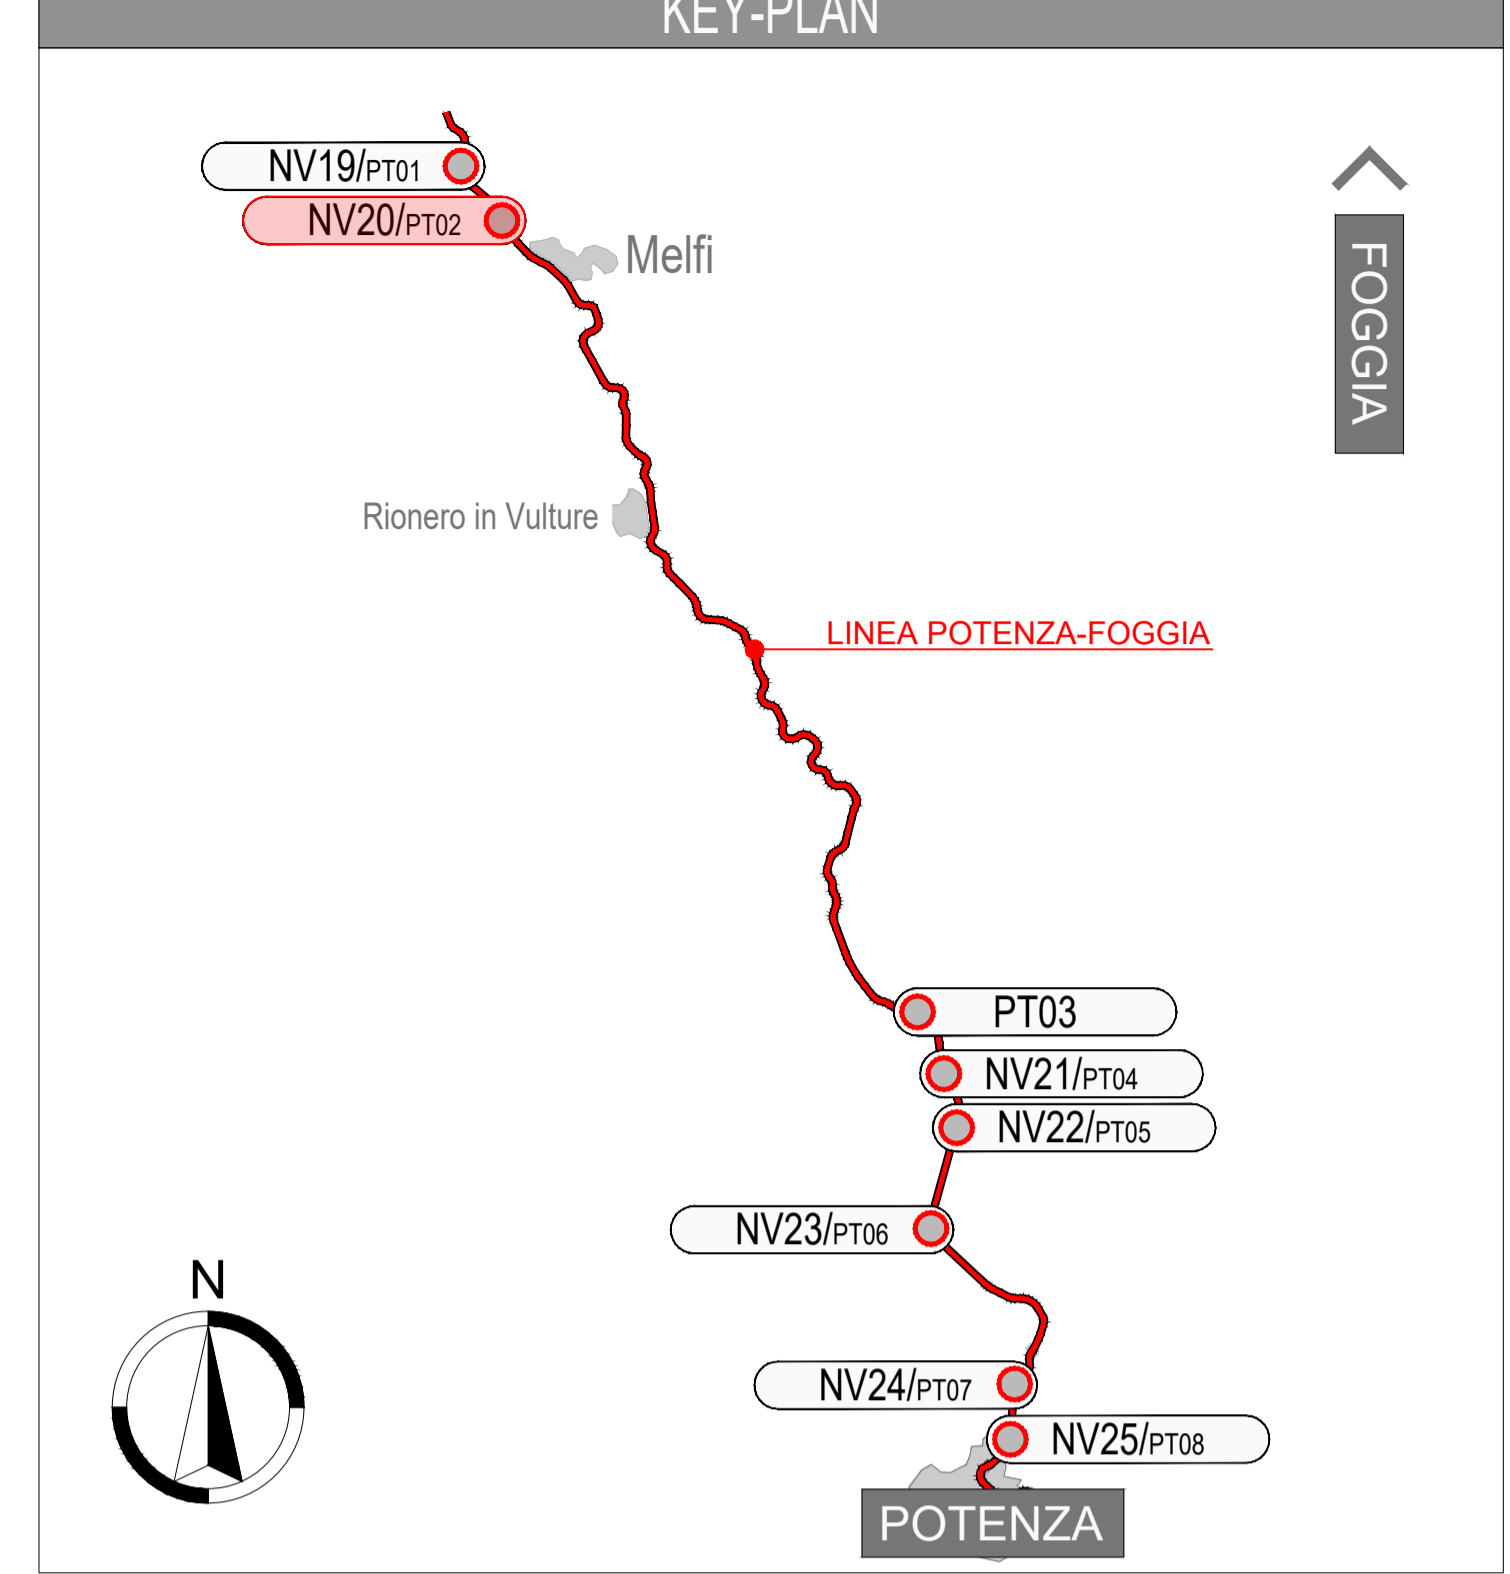 KEY-PLAN
NV19/PT01
NV20/PT02
Melfi
FOGGIA
Rionero in Vulture
LINEA POTENZA-FOGGIA
PT03
NV21/PT04
NV22/PT05
NV23/PT06
N
NV24/PT07
NV25/PT08
POTENZA